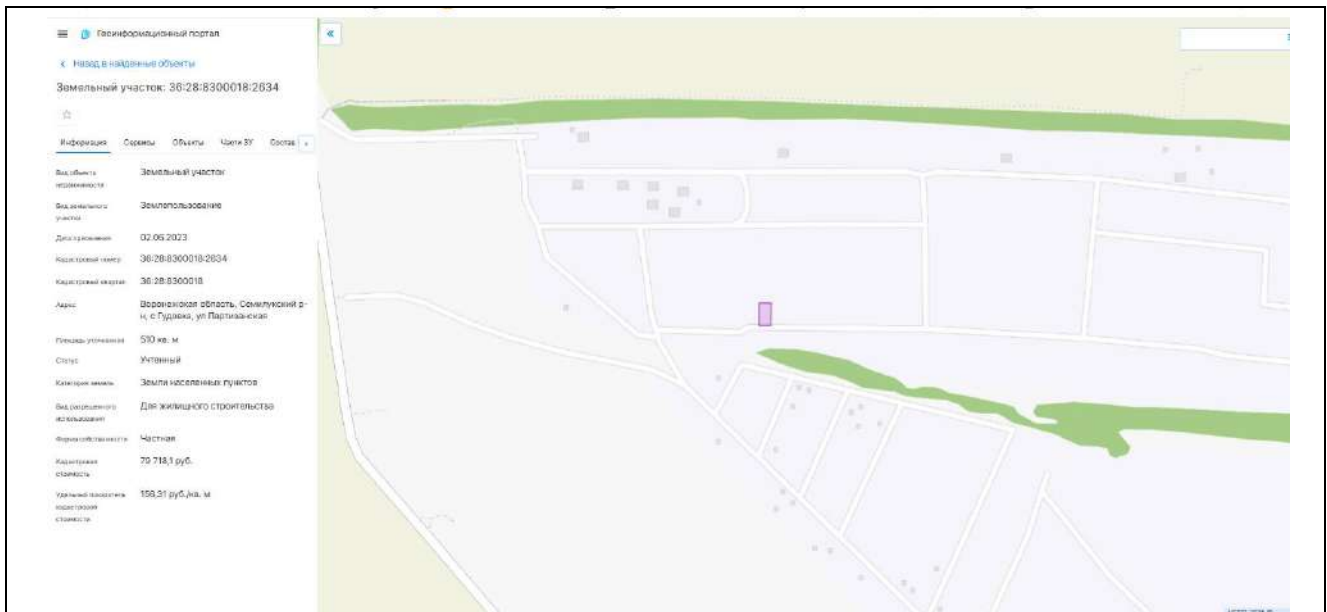 Геоинформационный портал
Назад в найденные объекты
Земельный участок: 36:28:8300018:2634
Информация Сервисы Объекты Части ЗУ Состав
Вид объекта Земельный участок
недвижимости
Вид земельного Землепользование
участка
Дата присвоения 02.06.2023
Кадастровый номер 36:28:8300018:2634
Кадастровый квартал 36:28:8300018
Адрес Воронежская область, Семилукский р-
н, с Гудовка, ул Партизанская
Площадь уточненная 510 кв. м
Статус Учтенный
Категория земель Земли населенных пунктов
Вид разрешенного Для жилищного строительства
использования
Форма собственности Частная
Кадастровая 79 718,1 руб.
стоимость
Удельный показатель 156,31 руб./кв. м
кадастровой
стоимости